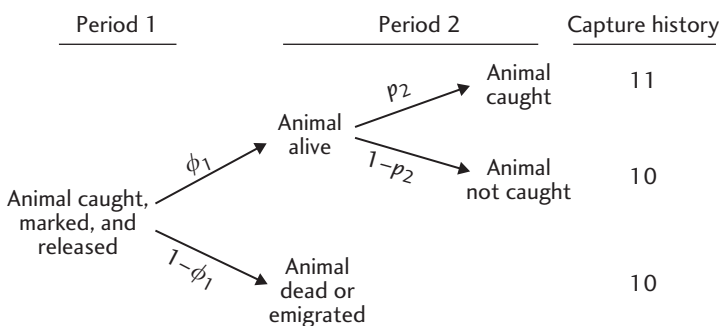 Period 1 Period 2 Capture history
Animal
caught
11
p2
Animal
alive
ϕ1
1–p2
Animal
not caught
10
Animal caught,
marked, and
released
1–ϕ1
Animal
dead or
emigrated
10